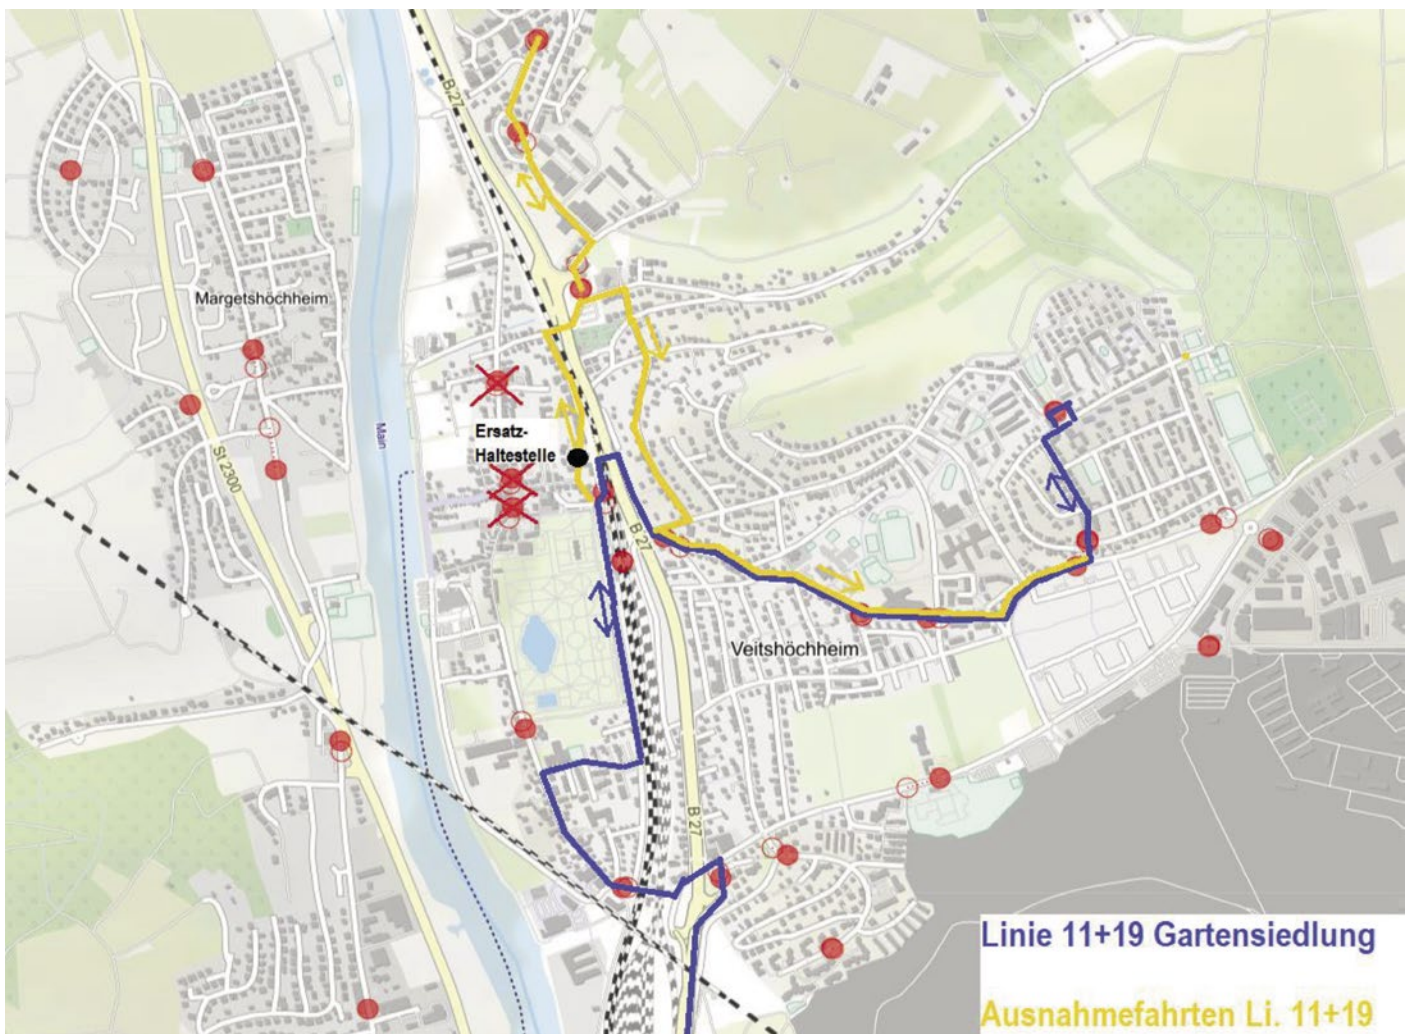 B.27
Margetshöchheim
Ersatz-
Haltestelle
Main
St 2300
B 27
Veitshöchheim
B 27
Linie 11+19 Gartensiedlung
Ausnahmefahrten Li. 11+19